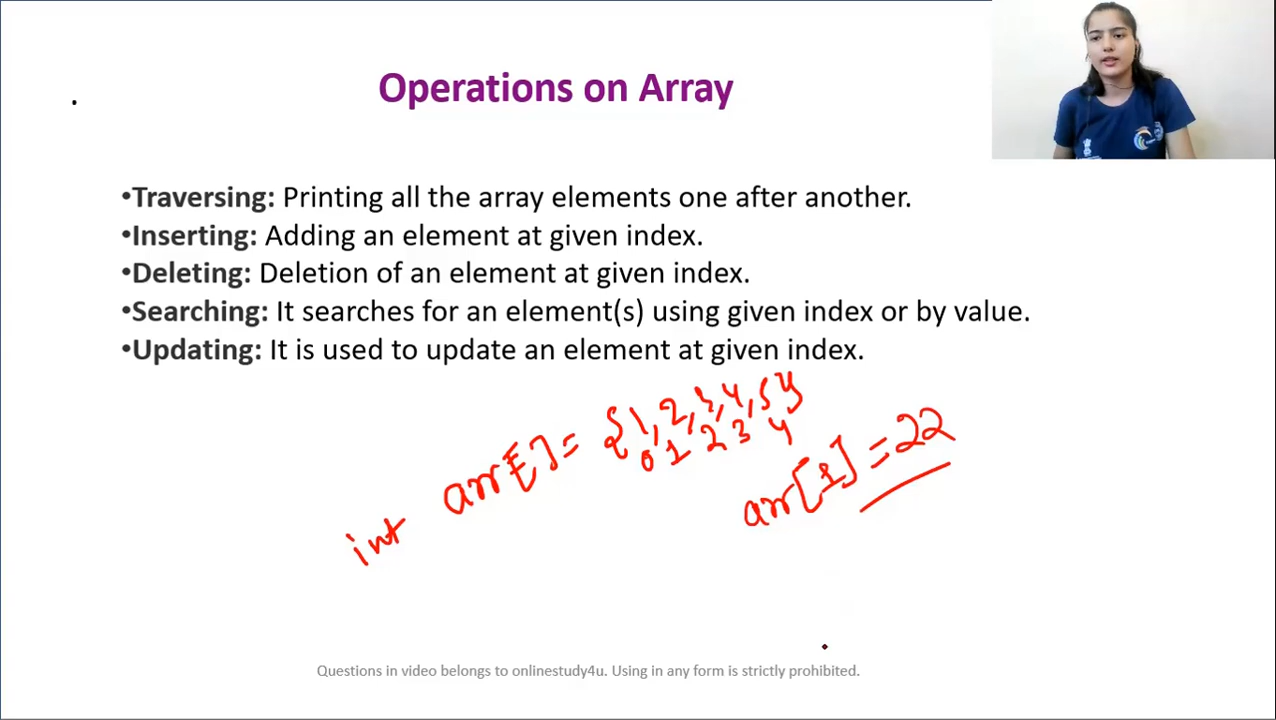 Operations on Array
•Traversing: Printing all the array elements one after another.
•Inserting: Adding an element at given index.
•Deleting: Deletion of an element at given index.
•Searching: It searches for an element(s) using given index or by value.
•Updating: It is used to update an element at given index.
int arr[]= {1,2,3,4,5}
0 1 2 3 4
arr[1]=22
Questions in video belongs to onlinestudy4u. Using in any form is strictly prohibited.